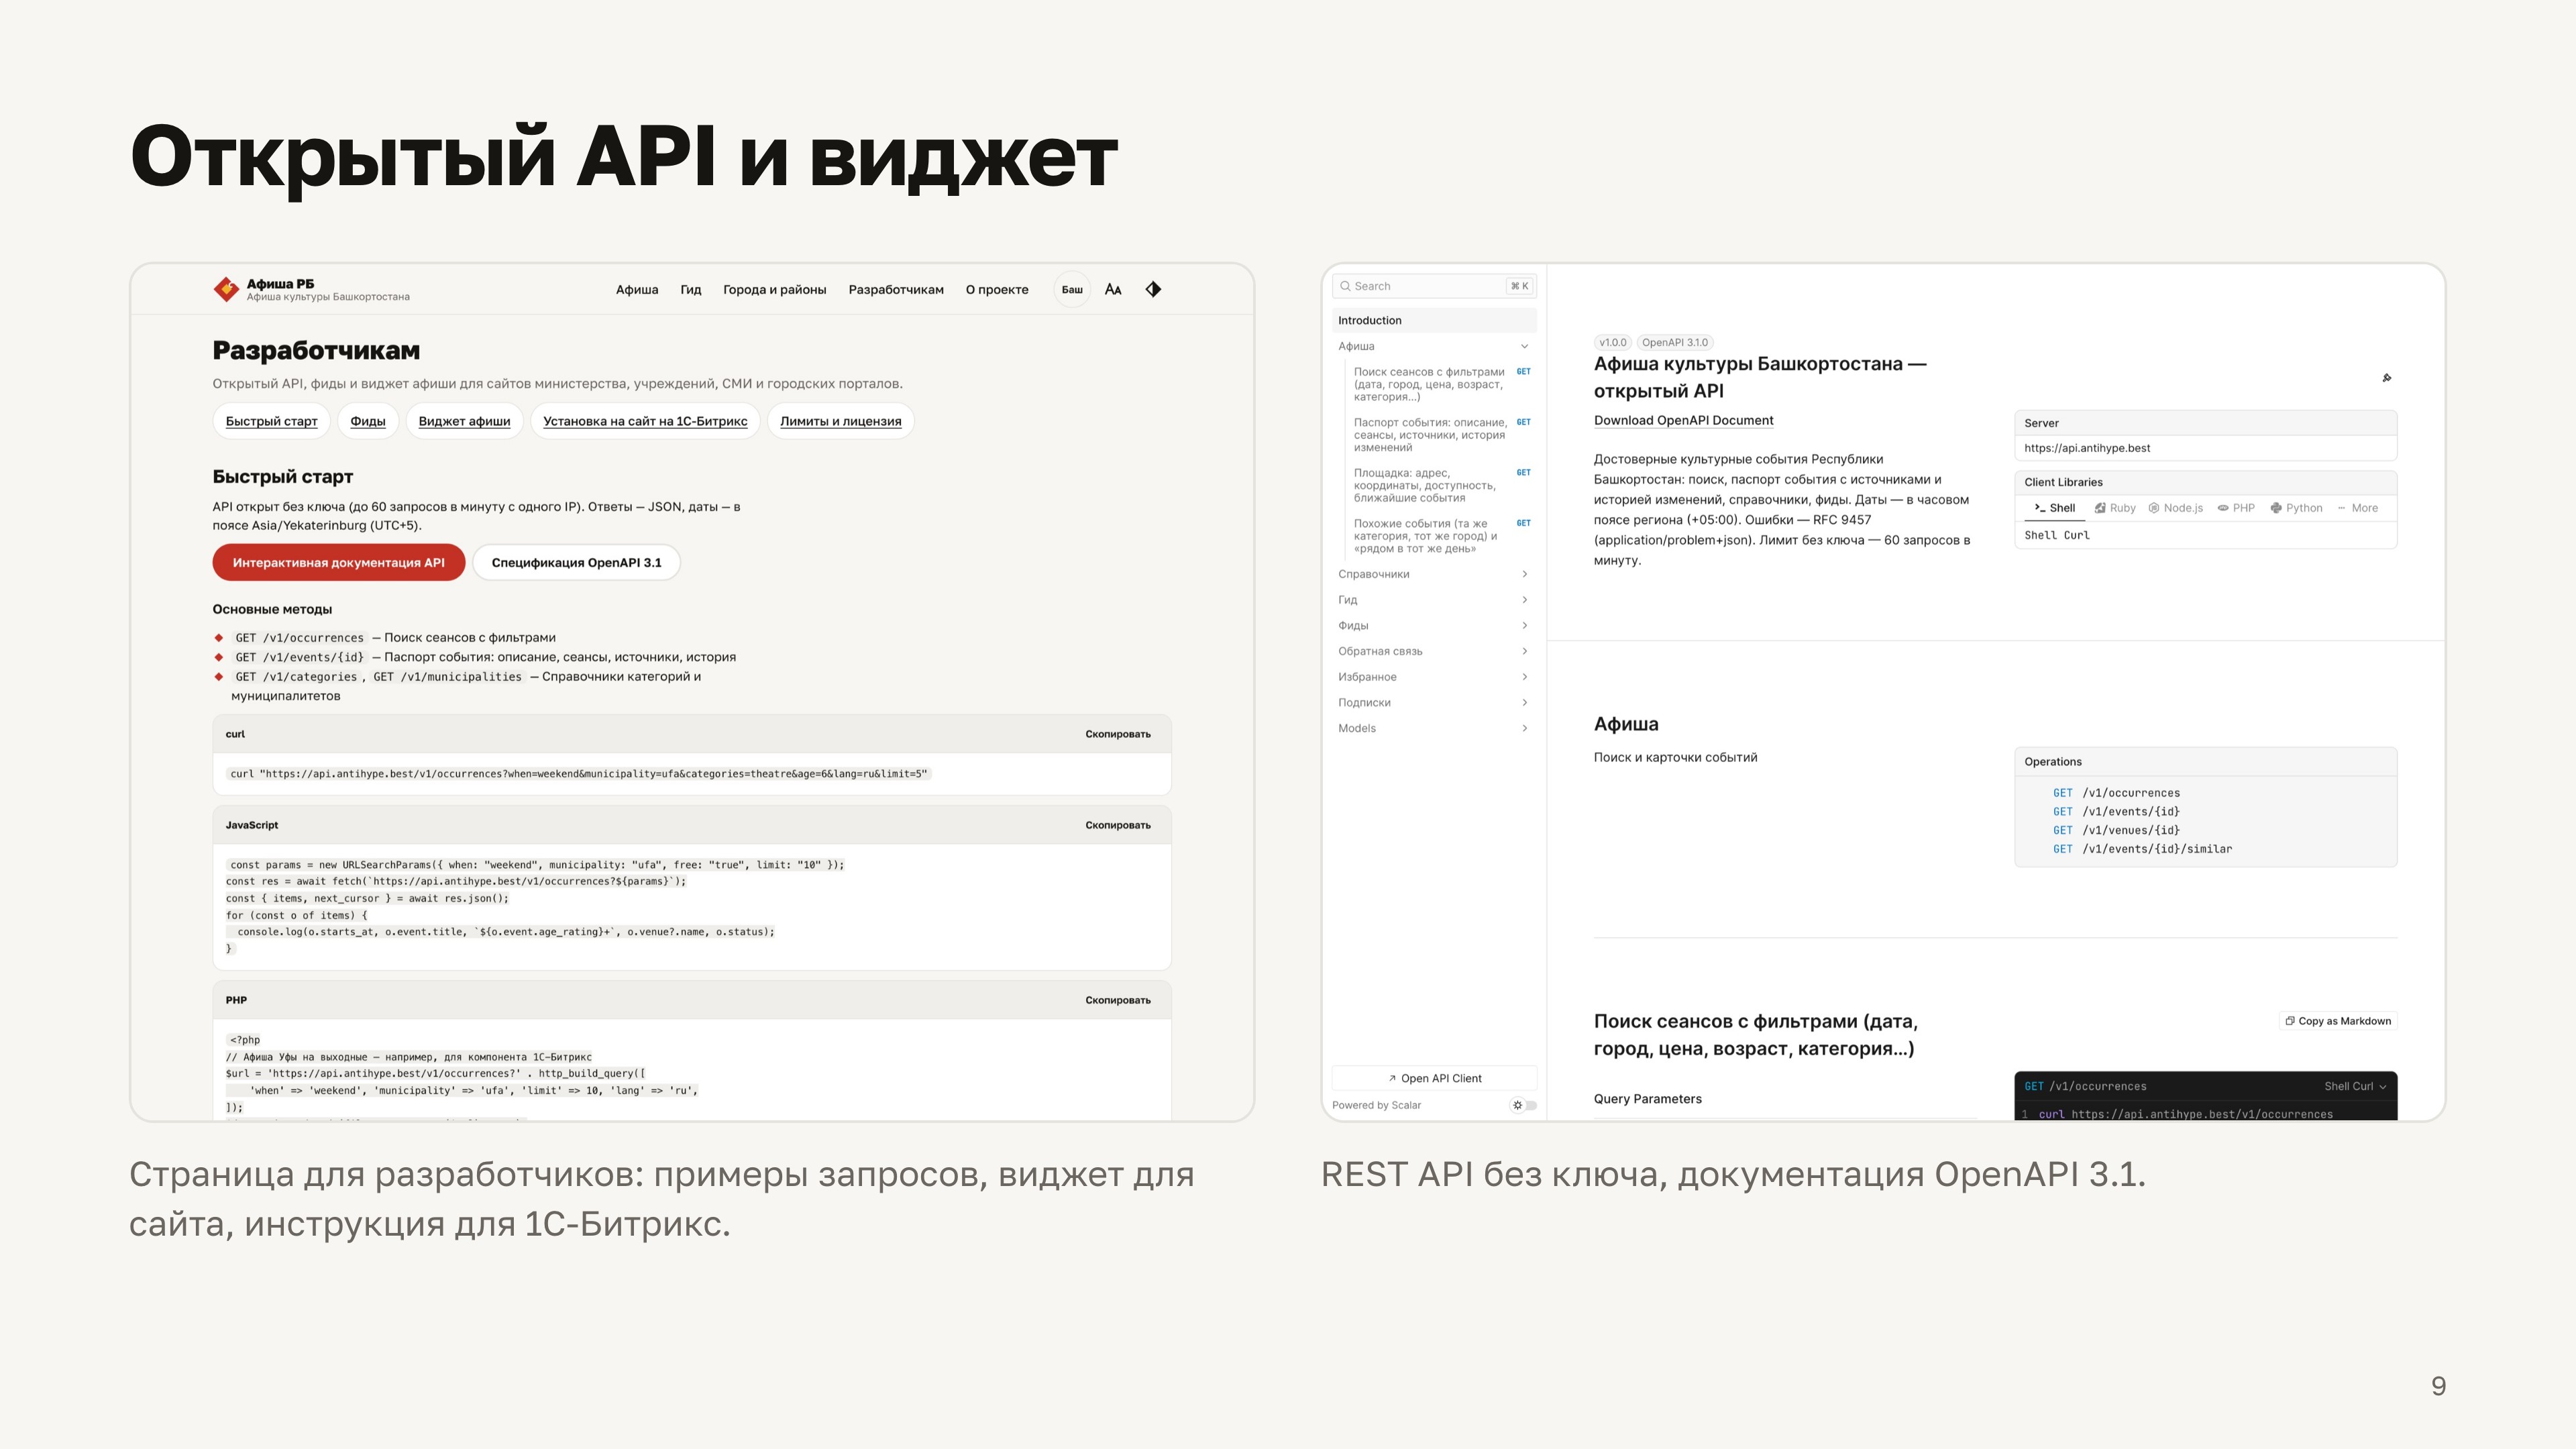 Открытый API и виджет
Афиша РБ
Афиша культуры Башкортостана
Афиша Гид Города и районы Разработчикам О проекте Баш AA
Разработчикам
Открытый API, фиды и виджет афиши для сайтов министерства, учреждений, СМИ и городских порталов.
Быстрый старт Фиды Виджет афиши Установка на сайт на 1С-Битрикс Лимиты и лицензия
Быстрый старт
API открыт без ключа (до 60 запросов в минуту с одного IP). Ответы — JSON, даты — в
поясе Asia/Yekaterinburg (UTC+5).
Интерактивная документация API Спецификация OpenAPI 3.1
Основные методы
GET /v1/occurrences — Поиск сеансов с фильтрами
GET /v1/events/{id} — Паспорт события: описание, сеансы, источники, история
GET /v1/categories , GET /v1/municipalities — Справочники категорий и
муниципалитетов
curl Скопировать
curl "https://api.antihype.best/v1/occurrences?when=weekend&municipality=ufa&categories=theatre&age=6&lang=ru&limit=5"
JavaScript Скопировать
const params = new URLSearchParams({ when: "weekend", municipality: "ufa", free: "true", limit: "10" });
const res = await fetch(`https://api.antihype.best/v1/occurrences?${params}`);
const { items, next_cursor } = await res.json();
for (const o of items) {
console.log(o.starts_at, o.event.title, `${o.event.age_rating}+`, o.venue?.name, o.status);
}
PHP Скопировать
<?php
// Афиша Уфы на выходные — например, для компонента 1С-Битрикс
$url = 'https://api.antihype.best/v1/occurrences?' . http_build_query([
'when' => 'weekend', 'municipality' => 'ufa', 'limit' => 10, 'lang' => 'ru',
]);
Страница для разработчиков: примеры запросов, виджет для
сайта, инструкция для 1С-Битрикс.
Search ⌘ K
Introduction
Афиша
Поиск сеансов с фильтрами GET
(дата, город, цена, возраст,
категория…)
Паспорт события: описание, GET
сеансы, источники, история
изменений
Площадка: адрес, GET
координаты, доступность,
ближайшие события
Похожие события (та же GET
категория, тот же город) и
«рядом в тот же день»
Справочники
Гид
Фиды
Обратная связь
Избранное
Подписки
Models
Open API Client
Powered by Scalar
v1.0.0 OpenAPI 3.1.0
Афиша культуры Башкортостана —
открытый API
Download OpenAPI Document
Достоверные культурные события Республики
Башкортостан: поиск, паспорт события с источниками и
историей изменений, справочники, фиды. Даты — в часовом
поясе региона (+05:00). Ошибки — RFC 9457
(application/problem+json). Лимит без ключа — 60 запросов в
минуту.
Server
https://api.antihype.best
Client Libraries
Shell Ruby Node.js PHP Python More
Shell Curl
Афиша
Поиск и карточки событий
Operations
GET /v1/occurrences
GET /v1/events/{id}
GET /v1/venues/{id}
GET /v1/events/{id}/similar
Поиск сеансов с фильтрами (дата,
город, цена, возраст, категория…)
Copy as Markdown
Query Parameters
GET /v1/occurrences Shell Curl
1 curl https://api.antihype.best/v1/occurrences
REST API без ключа, документация OpenAPI 3.1.
9